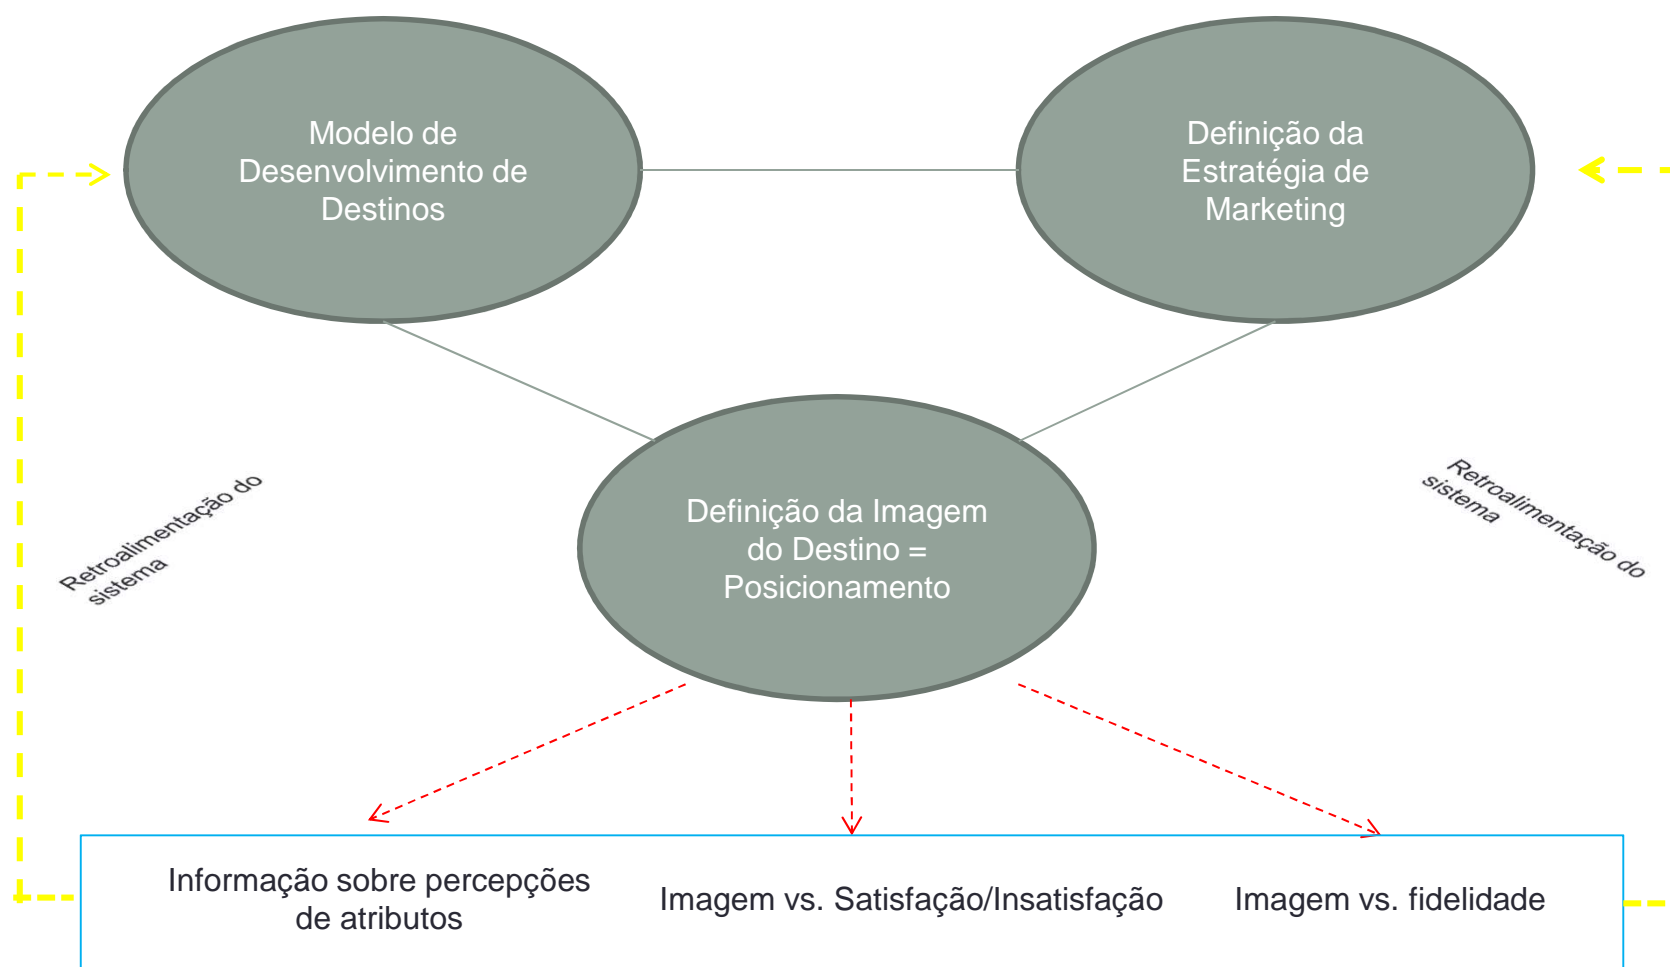 Modelo de
Desenvolvimento de
Destinos
Definição da
Estratégia de
Marketing
Retroalimentação do
sistema
Retroalimentação do
sistema
Definição da Imagem
do Destino =
Posicionamento
Informação sobre percepções
de atributos
Imagem vs. Satisfação/Insatisfação
Imagem vs. fidelidade